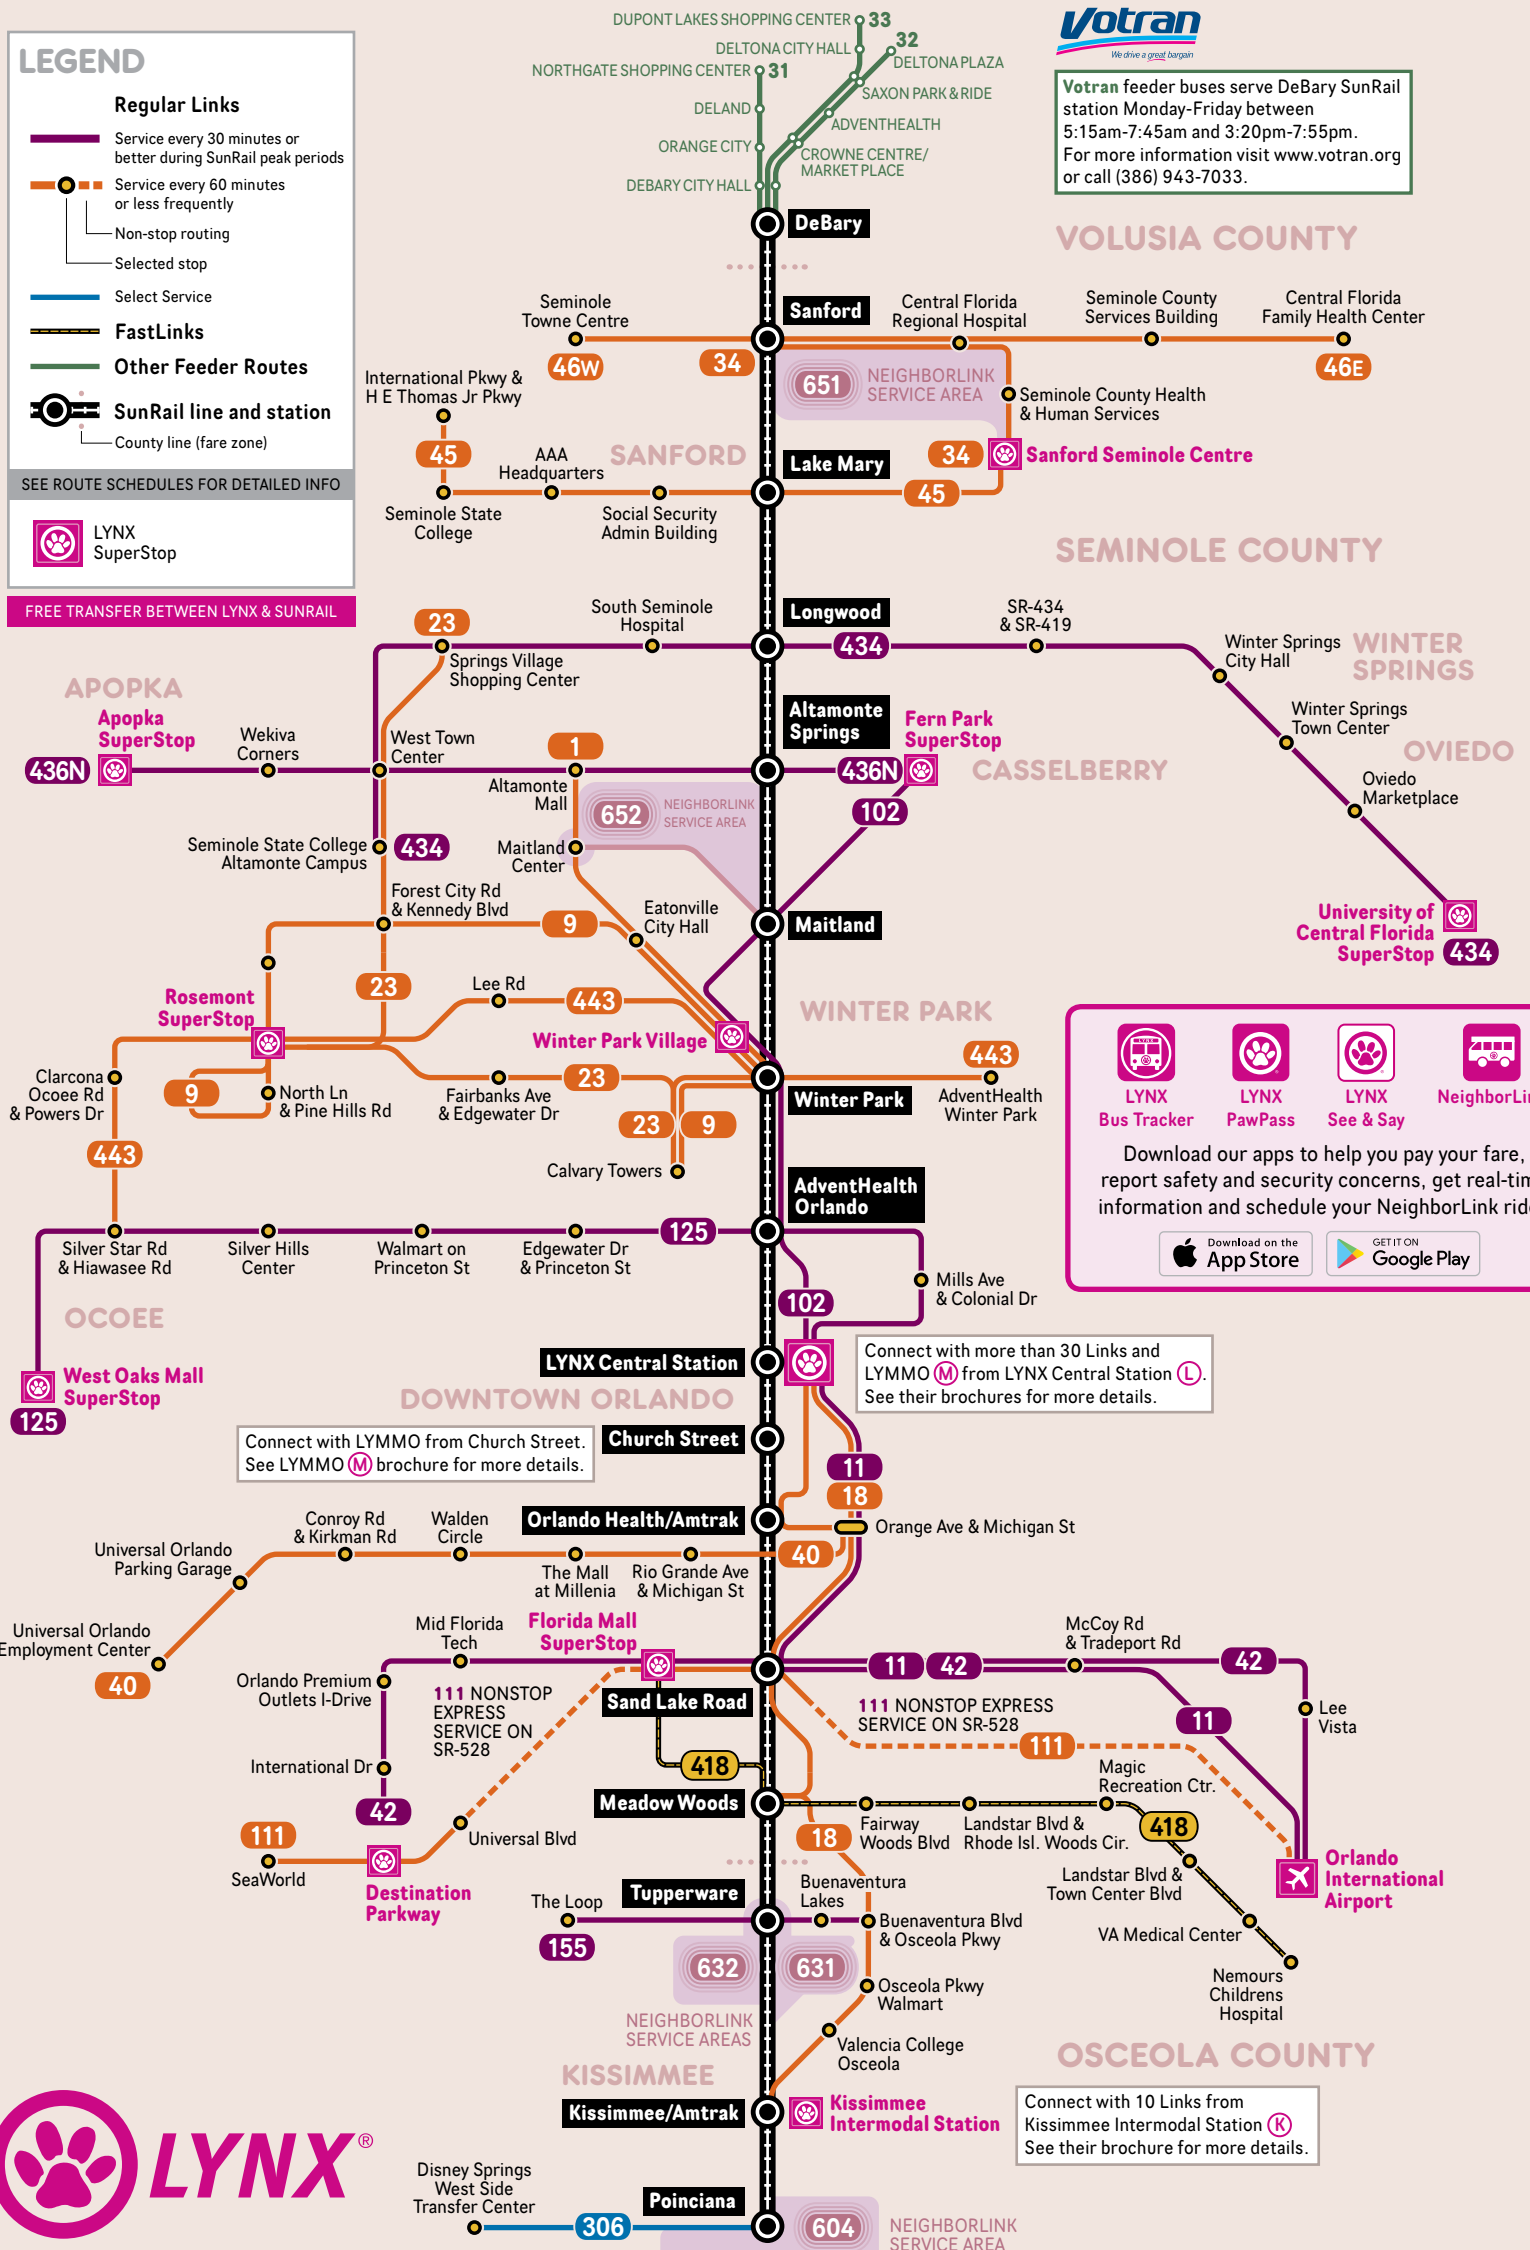 LEGEND
Regular Links
Service every 30 minutes or
better during SunRail peak periods
Service every 60 minutes
or less frequently
Non-stop routing
Selected stop
Select Service
FastLinks
Other Feeder Routes
SunRail line and station
County line (fare zone)
SEE ROUTE SCHEDULES FOR DETAILED INFO
LYNX
SuperStop
FREE TRANSFER BETWEEN LYNX & SUNRAIL
DUPONT LAKES SHOPPING CENTER
33
DELTONA CITY HALL
32
DELTONA PLAZA
NORTHGATE SHOPPING CENTER
31
SAXON PARK & RIDE
DELAND
ADVENTHEALTH
ORANGE CITY
CROWNE CENTRE/
MARKET PLACE
DEBARY CITY HALL
Votran
We drive a great bargain
Votran feeder buses serve DeBary SunRail
station Monday-Friday between
5:15am-7:45am and 3:20pm-7:55pm.
For more information visit www.votran.org
or call (386) 943-7033.
DeBary
VOLUSIA COUNTY
Seminole
Towne Centre
46W
Sanford
34
Central Florida
Regional Hospital
Seminole County
Services Building
Central Florida
Family Health Center
46E
651
NEIGHBORLINK
SERVICE AREA
Seminole County Health
& Human Services
International Pkwy &
H E Thomas Jr Pkwy
45
AAA
Headquarters
SANFORD
Lake Mary
34
Sanford Seminole Centre
45
Seminole State
College
Social Security
Admin Building
SEMINOLE COUNTY
23
South Seminole
Hospital
Longwood
434
SR-434
& SR-419
Springs Village
Shopping Center
Winter Springs
City Hall
WINTER
SPRINGS
APOPKA
Apopka
SuperStop
436N
Wekiva
Corners
West Town
Center
1
Altamonte
Springs
Fern Park
SuperStop
436N
102
CASSELBERRY
Winter Springs
Town Center
OVIEDO
Oviedo
Marketplace
Altamonte
Mall
652
NEIGHBORLINK
SERVICE AREA
Seminole State College
Altamonte Campus
434
Maitland
Center
Forest City Rd
& Kennedy Blvd
9
Eatonville
City Hall
Maitland
University of
Central Florida
SuperStop
434
23
Lee Rd
443
Rosemont
SuperStop
Winter Park Village
WINTER PARK
443
Clarcona
Ocoee Rd
& Powers Dr
9
North Ln
& Pine Hills Rd
Fairbanks Ave
& Edgewater Dr
23
Winter Park
AdventHealth
Winter Park
23
9
Calvary Towers
443
LYNX
LYNX
Bus Tracker
LYNX
PawPass
LYNX
See & Say
NeighborLin
Download our apps to help you pay your fare,
report safety and security concerns, get real-tim
information and schedule your NeighborLink rid
Download on the
App Store
GET IT ON
Google Play
AdventHealth
Orlando
125
Silver Star Rd
& Hiawasee Rd
Silver Hills
Center
Walmart on
Princeton St
Edgewater Dr
& Princeton St
Mills Ave
& Colonial Dr
102
OCOEE
West Oaks Mall
SuperStop
125
LYNX Central Station
Connect with more than 30 Links and
LYMMO M from LYNX Central Station L.
See their brochures for more details.
DOWNTOWN ORLANDO
Connect with LYMMO from Church Street.
See LYMMO M brochure for more details.
Church Street
11
18
Orlando Health/Amtrak
Orange Ave & Michigan St
40
Conroy Rd
& Kirkman Rd
Walden
Circle
Universal Orlando
Parking Garage
The Mall
at Millenia
Rio Grande Ave
& Michigan St
Universal Orlando
Employment Center
40
Mid Florida
Tech
Florida Mall
SuperStop
McCoy Rd
& Tradeport Rd
11
42
42
Orlando Premium
Outlets I-Drive
111 NONSTOP
EXPRESS
SERVICE ON
SR-528
Sand Lake Road
111 NONSTOP EXPRESS
SERVICE ON SR-528
11
Lee
Vista
111
International Dr
42
418
Magic
Recreation Ctr.
Meadow Woods
111
Universal Blvd
18
Fairway
Woods Blvd
Landstar Blvd &
Rhode Isl. Woods Cir.
418
SeaWorld
Destination
Parkway
Landstar Blvd &
Town Center Blvd
Orlando
International
Airport
The Loop
155
Tupperware
Buenaventura
Lakes
Buenaventura Blvd
& Osceola Pkwy
VA Medical Center
632
631
Osceola Pkwy
Walmart
Nemours
Childrens
Hospital
NEIGHBORLINK
SERVICE AREAS
Valencia College
Osceola
KISSIMMEE
OSCEOLA COUNTY
Kissimmee/Amtrak
Kissimmee
Intermodal Station
Connect with 10 Links from
Kissimmee Intermodal Station K
See their brochure for more details.
LYNX®
Disney Springs
West Side
Transfer Center
306
Poinciana
604
NEIGHBORLINK
SERVICE AREA